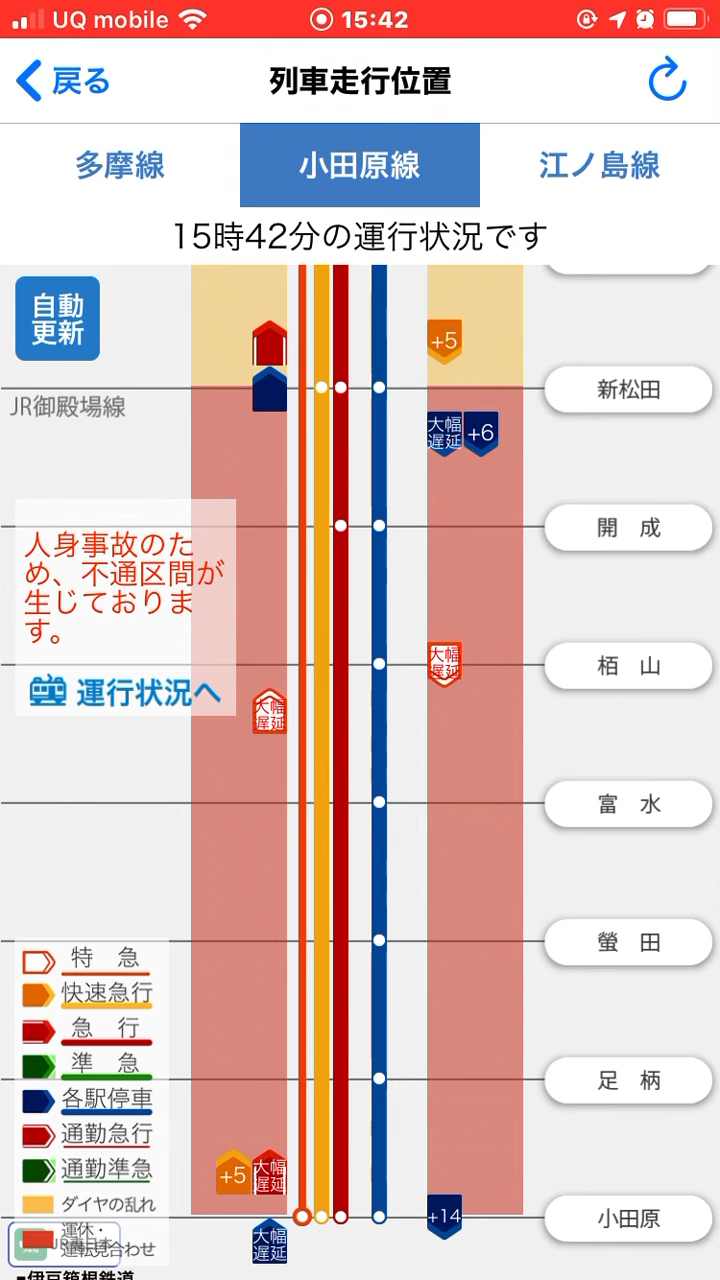 UQ mobile 15:42
戻る 列車走行位置
多摩線 小田原線 江ノ島線
15時42分の運行状況です
自動
更新
+5
新松田
JR御殿場線
大幅
遅延
+6
開 成
人身事故のた
め、不通区間が
生じておりま
す。
運行状況へ
大幅
遅延
栢 山
大幅
遅延
富 水
螢 田
特 急
快速急行
急 行
準 急
足 柄
各駅停車
通勤急行
通勤準急
+5
大幅
遅延
ダイヤの乱れ
運休・
運転見合わせ
大幅
遅延
+14
小田原
■伊豆箱根鉄道